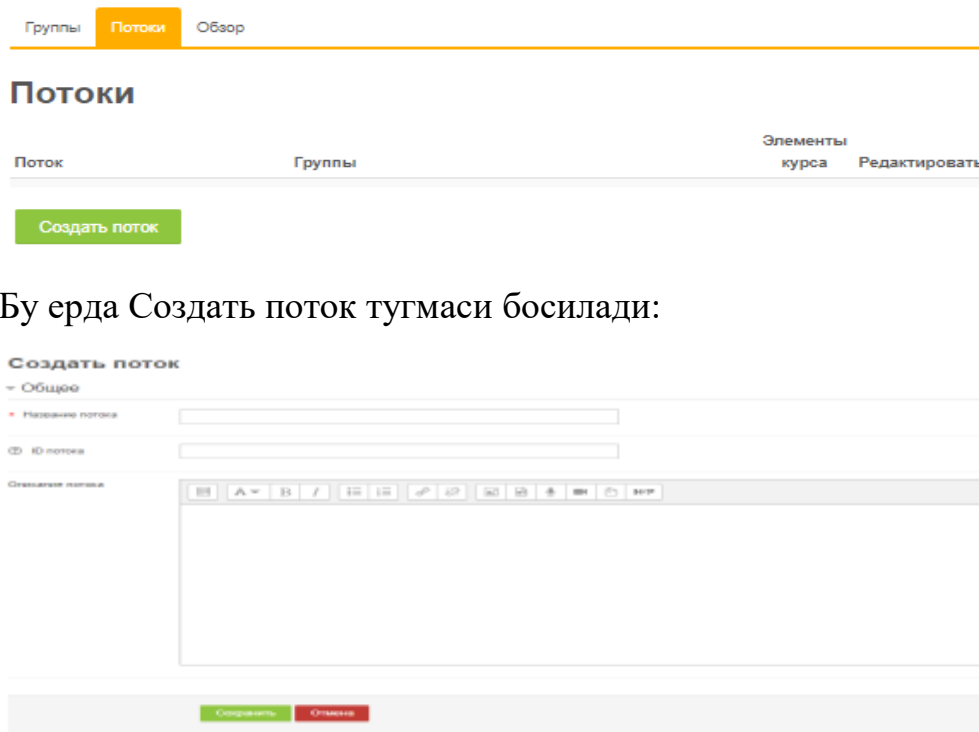 Группы Потоки Обзор
Потоки
Элементы
Поток Группы курса Редактировать
Создать поток
Бу ерда Создать поток тугмаси босилади:
Создать поток
Общее
Название потока
ID потока
Описание потока
Сохранить Отмена